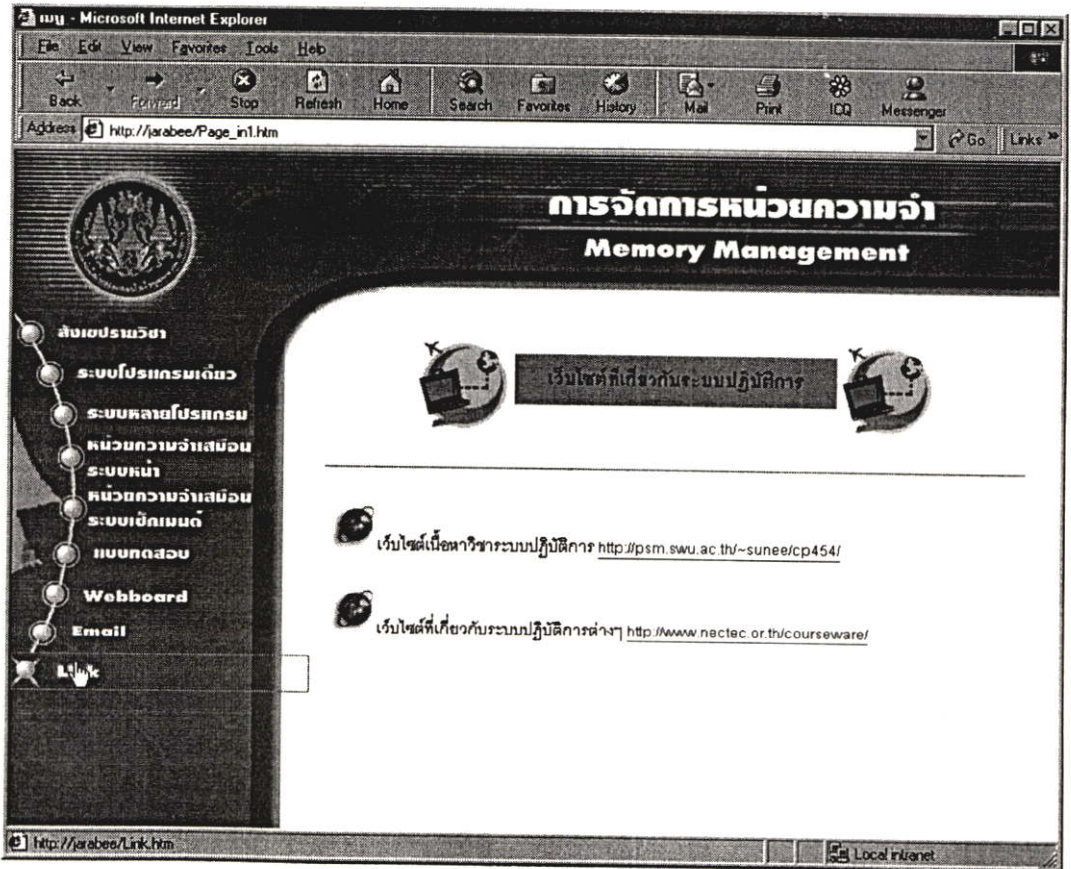 เมนู - Microsoft Internet Explorer
File Edit View Favorites Tools Help
Back Forward Stop Refresh Home Search Favorites History Mail Print ICQ Messenger
Address http://jarabee/Page_in1.htm Go Links »
การจัดการหน่วยความจำ
Memory Management
สังเขปรายวิชา
ระบบโปรแกรมเดี่ยว
ระบบหลายโปรแกรม
หน่วยความจำเสมือน
ระบบหน้า
หน่วยความจำเสมือน
ระบบเซ็กเมนต์
แบบทดสอบ
Webboard
Email
Link
เว็บไซต์ที่เกี่ยวกับระบบปฏิบัติการ
เว็บไซต์เนื้อหาวิชาระบบปฏิบัติการ http://psm.swu.ac.th/~sunee/cp454/
เว็บไซต์ที่เกี่ยวกับระบบปฏิบัติการต่างๆ http://www.nectec.or.th/courseware/
http://jarabee/Link.htm Local intranet